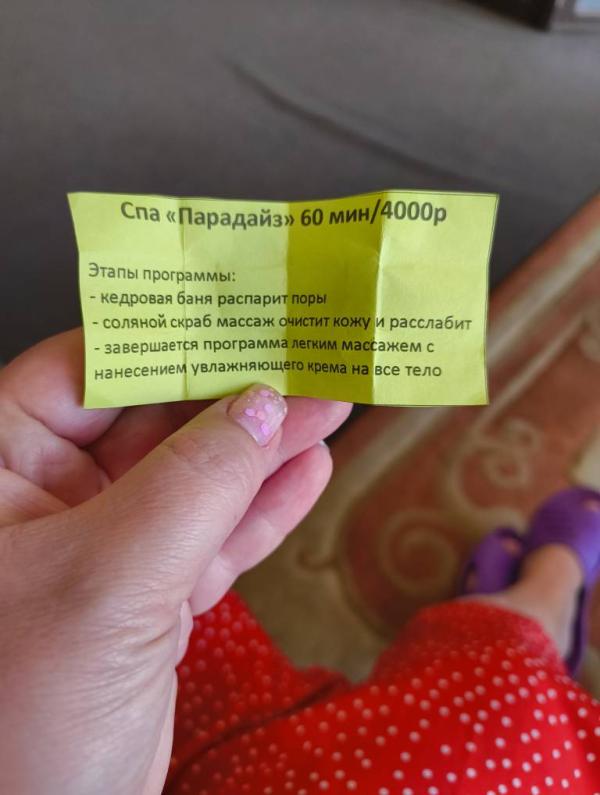 Спа «Парадайз» 60 мин/4000р
Этапы программы:
- кедровая баня распарит поры
- соляной скраб массаж очистит кожу и расслабит
- завершается программа легким массажем с
нанесением увлажняющего крема на все тело